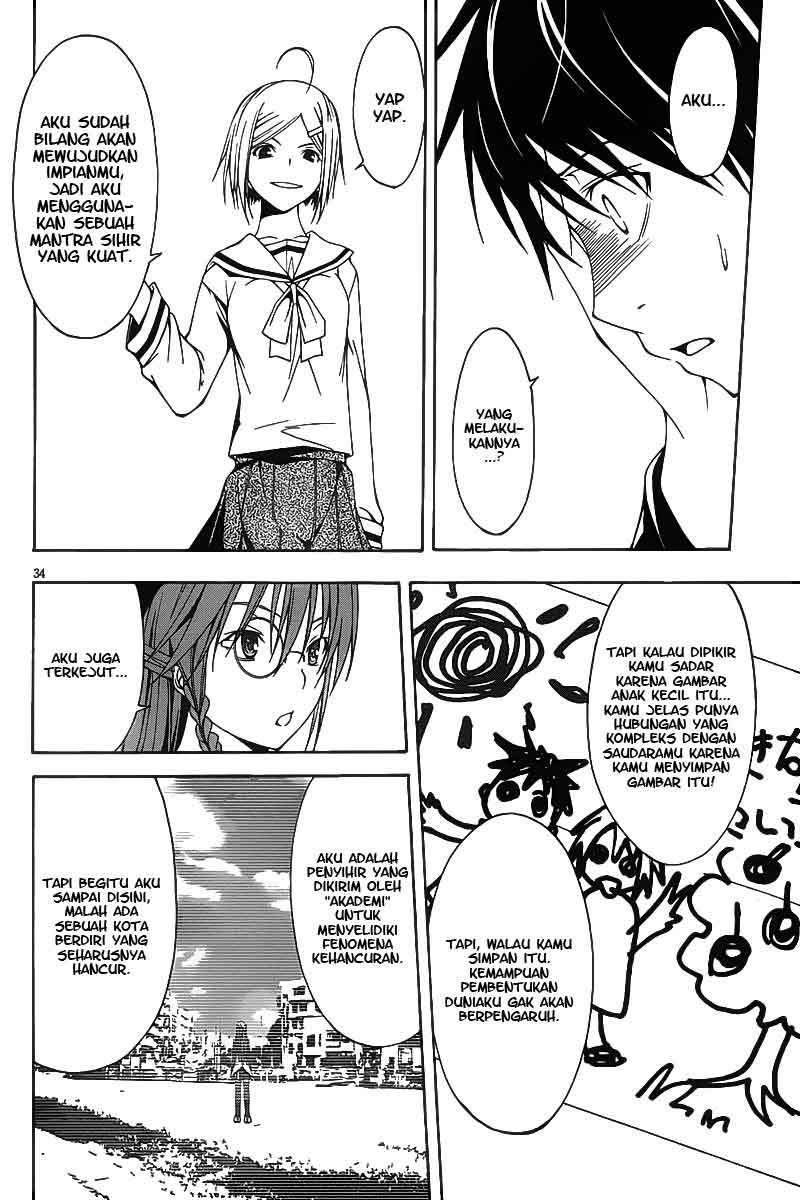 AKU...
YANG
MELAKU-
KANNYA
...?
YAP
YAP.
AKU SUDAH
BILANG AKAN
MEWUJUDKAN
IMPIANMU,
JADI AKU
MENGGUNA-
KAN SEBUAH
MANTRA SIHIR
YANG KUAT.
34
TAPI KALAU DIPIKIR
KAMU SADAR
KARENA GAMBAR
ANAK KECIL ITU...
KAMU JELAS PUNYA
HUBUNGAN YANG
KOMPLEKS DENGAN
SAUDARAMU KARENA
KAMU MENYIMPAN
GAMBAR ITU!
TAPI, WALAU KAMU
SIMPAN ITU.
KEMAMPUAN
PEMBENTUKAN
DUNIAKU GAK AKAN
BERPENGARUH.
AKU JUGA
TERKEJUT...
AKU ADALAH
PENYIHIR YANG
DIKIRIM OLEH
"AKADEMI"
UNTUK
MENYELIDIKI
FENOMENA
KEHANCURAN.
TAPI BEGITU AKU
SAMPAI DISINI,
MALAH ADA
SEBUAH KOTA
BERDIRI YANG
SEHARUSNYA
HANCUR.